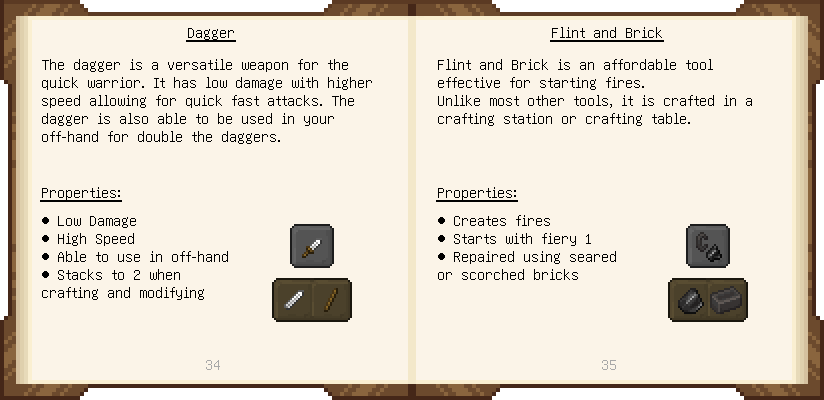 Dagger
The dagger is a versatile weapon for the
quick warrior. It has low damage with higher
speed allowing for quick fast attacks. The
dagger is also able to be used in your
off-hand for double the daggers.
Properties:
• Low Damage
• High Speed
• Able to use in off-hand
• Stacks to 2 when
crafting and modifying
34
Flint and Brick
Flint and Brick is an affordable tool
effective for starting fires.
Unlike most other tools, it is crafted in a
crafting station or crafting table.
Properties:
• Creates fires
• Starts with fiery 1
• Repaired using seared
or scorched bricks
35